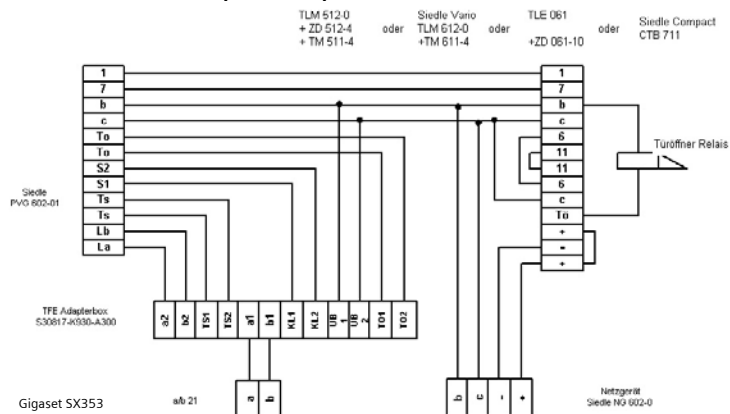 TLM 512-0
+ ZD 512-4
+ TM 511-4
oder
Siedle Vario
TLM 612-0
+TM 611-4
oder
TLE 061
+ZD 061-10
oder
Siedle Compact
CTB 711
1
7
b
c
To
To
S2
S1
Ts
Ts
Lb
La
Siedle
PVG 602-01
1
7
b
c
6
11
11
6
c
Tö
+
-
+
Türöffner Relais
TFE Adapterbox
S30817-K930-A300
a2
b2
TS1
TS2
a1
b1
KL1
KL2
UB 1
UB 2
TO1
TO2
Gigaset SX353
a/b 21
a
b
b
c
-
+
Netzgerät
Siedle NG 602-0